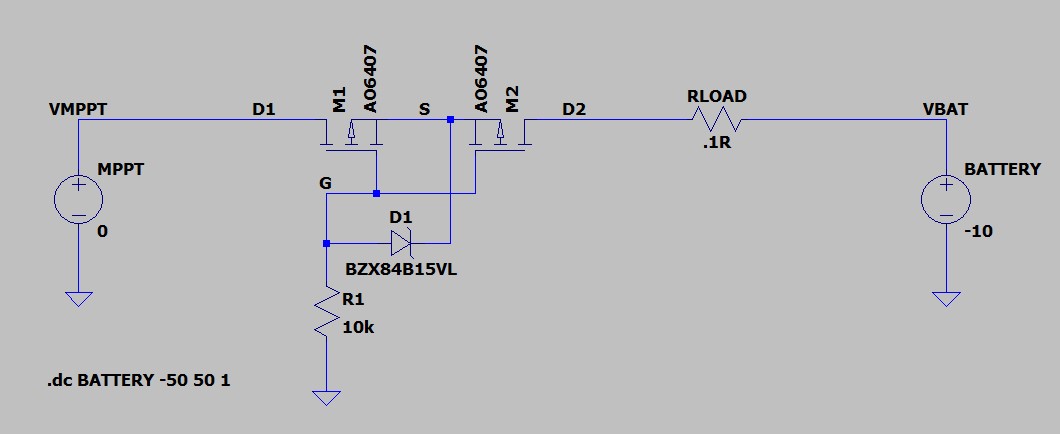 AO6407
AO6407
M1
M2
VMPPT
D1
S
D2
RLOAD
VBAT
.1R
MPPT
BATTERY
G
D1
0
-10
BZX84B15VL
R1
10k
.dc BATTERY -50 50 1